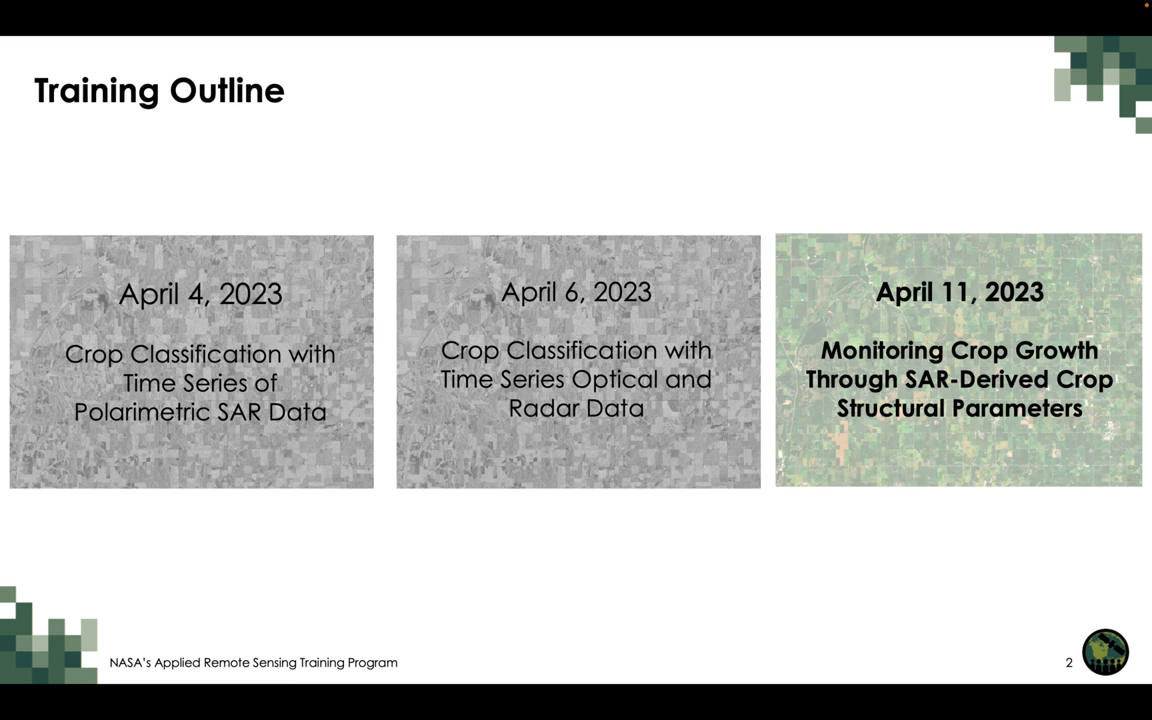 Training Outline
April 4, 2023
Crop Classification with
Time Series of
Polarimetric SAR Data
April 6, 2023
Crop Classification with
Time Series Optical and
Radar Data
April 11, 2023
Monitoring Crop Growth
Through SAR-Derived Crop
Structural Parameters
NASA's Applied Remote Sensing Training Program
2